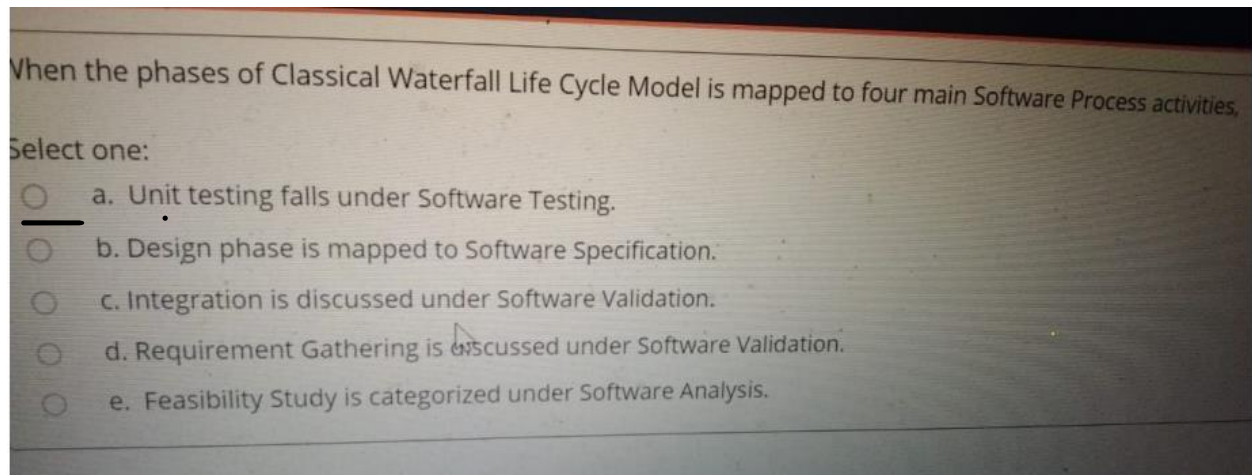 When the phases of Classical Waterfall Life Cycle Model is mapped to four main Software Process activities,
Select one:
a. Unit testing falls under Software Testing.
b. Design phase is mapped to Software Specification.
c. Integration is discussed under Software Validation.
d. Requirement Gathering is discussed under Software Validation.
e. Feasibility Study is categorized under Software Analysis.